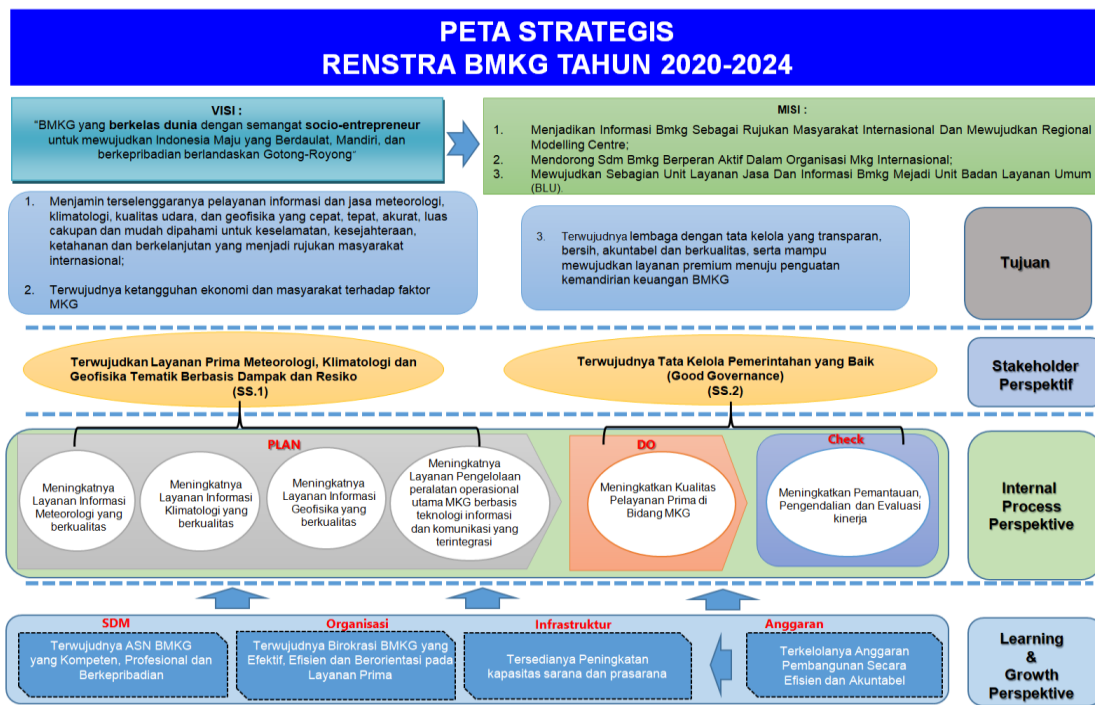 PETA STRATEGIS
RENSTRA BMKG TAHUN 2020-2024
VISI :
"BMKG yang berkelas dunia dengan semangat socio-entrepreneur
untuk mewujudkan Indonesia Maju yang Berdaulat, Mandiri, dan
berkepribadian berlandaskan Gotong-Royong"
MISI :
1. Menjadikan Informasi Bmkg Sebagai Rujukan Masyarakat Internasional Dan Mewujudkan Regional
Modelling Centre;
2. Mendorong Sdm Bmkg Berperan Aktif Dalam Organisasi Mkg Internasional;
3. Mewujudkan Sebagian Unit Layanan Jasa Dan Informasi Bmkg Mejadi Unit Badan Layanan Umum
(BLU).
1. Menjamin terselenggaranya pelayanan informasi dan jasa meteorologi,
klimatologi, kualitas udara, dan geofisika yang cepat, tepat, akurat, luas
cakupan dan mudah dipahami untuk keselamatan, kesejahteraan,
ketahanan dan berkelanjutan yang menjadi rujukan masyarakat
internasional;
2. Terwujudnya ketangguhan ekonomi dan masyarakat terhadap faktor
MKG
3. Terwujudnya lembaga dengan tata kelola yang transparan,
bersih, akuntabel dan berkualitas, serta mampu
mewujudkan layanan premium menuju penguatan
kemandirian keuangan BMKG
Tujuan
Terwujudkan Layanan Prima Meteorologi, Klimatologi dan
Geofisika Tematik Berbasis Dampak dan Resiko
(SS.1)
Terwujudnya Tata Kelola Pemerintahan yang Baik
(Good Governance)
(SS.2)
Stakeholder
Perspektif
PLAN
Meningkatnya
Layanan Informasi
Meteorologi yang
berkualitas
Meningkatnya
Layanan Informasi
Klimatologi yang
berkualitas
Meningkatnya
Layanan Informasi
Geofisika yang
berkualitas
Meningkatnya
Layanan Pengelolaan
peralatan operasional
utama MKG berbasis
teknologi informasi
dan komunikasi yang
terintegrasi
DO
Meningkatkan Kualitas
Pelayanan Prima di
Bidang MKG
Check
Meningkatkan Pemantauan,
Pengendalian dan Evaluasi
kinerja
Internal
Process
Perspektive
SDM
Terwujudnya ASN BMKG
yang Kompeten, Profesional dan
Berkepribadian
Organisasi
Terwujudnya Birokrasi BMKG yang
Efektif, Efisien dan Berorientasi pada
Layanan Prima
Infrastruktur
Tersedianya Peningkatan
kapasitas sarana dan prasarana
Anggaran
Terkelolanya Anggaran
Pembangunan Secara
Efisien dan Akuntabel
Learning
&
Growth
Perspektive